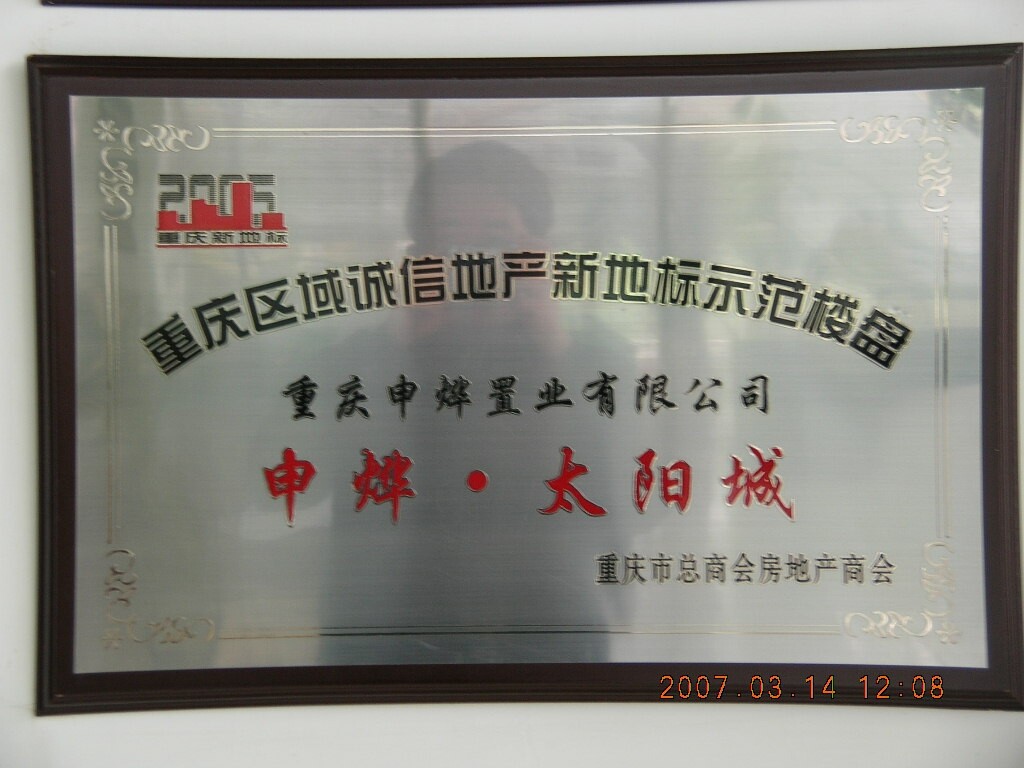 2005
重庆新地标
重庆区域诚信地产新地标示范楼盘
重庆申烨置业有限公司
申烨·太阳城
重庆市总商会房地产商会
2007.03.14 12:08